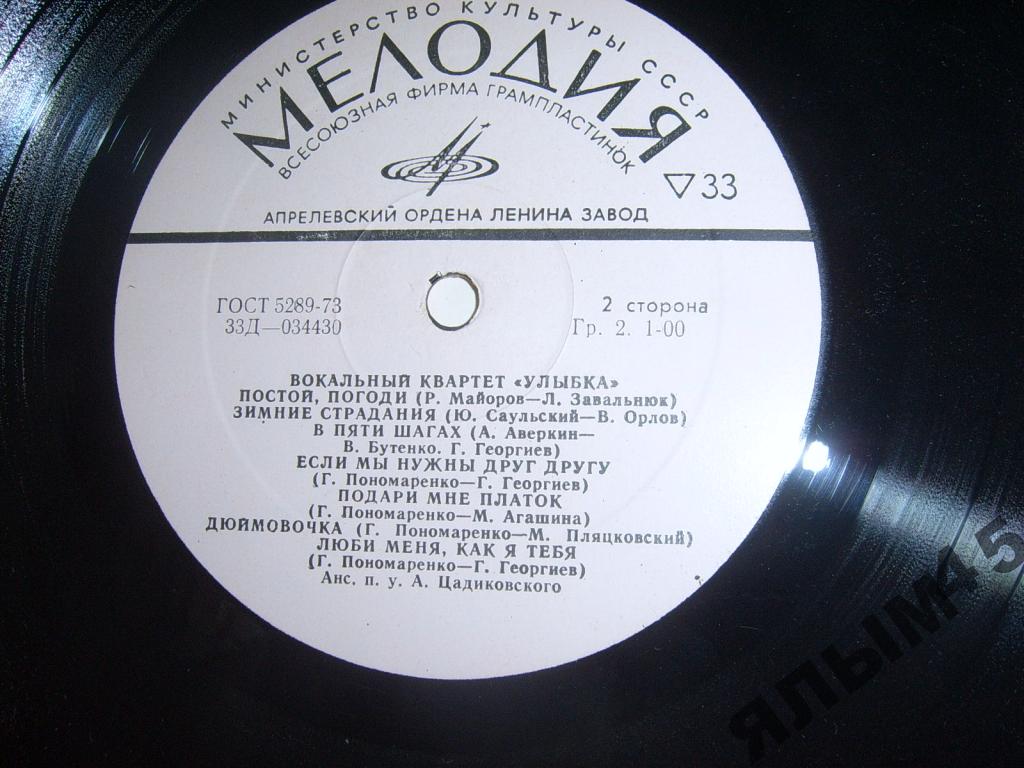 МИНИСТЕРСТВО КУЛЬТУРЫ СССР
МЕЛОДИЯ
ВСЕСОЮЗНАЯ ФИРМА ГРАМПЛАСТИНОК
33
АПРЕЛЕВСКИЙ ОРДЕНА ЛЕНИНА ЗАВОД
ГОСТ 5289-73
33Д—034430
2 сторона
Гр. 2. 1-00
ВОКАЛЬНЫЙ КВАРТЕТ «УЛЫБКА»
ПОСТОЙ, ПОГОДИ (Р. Майоров—Л. Завальнюк)
ЗИМНИЕ СТРАДАНИЯ (Ю. Саульский—В. Орлов)
В ПЯТИ ШАГАХ (А. Аверкин—
В. Бутенко. Г. Георгиев)
ЕСЛИ МЫ НУЖНЫ ДРУГ ДРУГУ
(Г. Пономаренко—Г. Георгиев)
ПОДАРИ МНЕ ПЛАТОК
(Г. Пономаренко—М. Агашина)
ДЮЙМОВОЧКА (Г. Пономаренко—М. Пляцковский)
ЛЮБИ МЕНЯ, КАК Я ТЕБЯ
(Г. Пономаренко—Г. Георгиев)
Анс. п. у. А. Цадиковского
ЯЛЫМ45